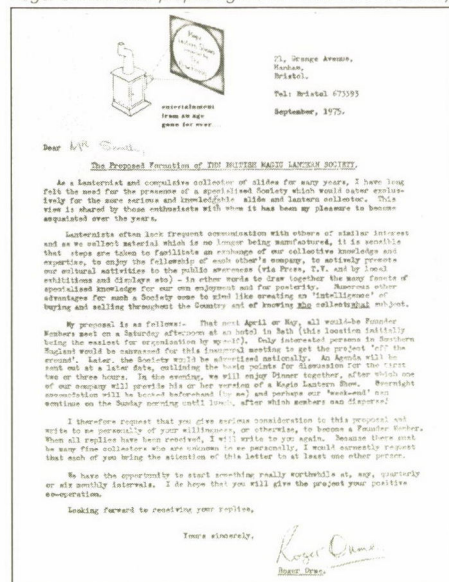 entertainment
from an age
gone for ever...
21, Grange Avenue,
Hanham,
Bristol.
Tel: Bristol 673593
September, 1975.
Dear Mr Smith,
The Proposed Formation of THE BRITISH MAGIC LANTERN SOCIETY.
As a Lanternist and compulsive collector of slides for many years, I have long
felt the need for the presence of a specialised Society which would cater exclus-
ively for the more serious and knowledgable slide and lantern collector. This
view is shared by those enthusiasts with whom it has been my pleasure to become
acquainted over the years.
Lanternists often lack frequent communication with others of similar interest
and as we collect material which is no longer being manufactured, it is sensible
that steps are taken to facilitate an exchange of our collective knowledge and
expertise, to enjoy the fellowship of each other's company, to actively promote
our cultural activities to the public awareness (via Press, T.V. and by local
exhibitions and displays etc) - in other words to draw together the many facets of
specialised knowledge for our own enjoyment and for posterity. Numerous other
advantages for such a Society come to mind like creating an 'intelligence' of
buying and selling throughout the Country and of knowing who collects what subject.
My proposal is as follows:- That next April or May, all would-be Founder
Members meet on a Saturday afternoon at an hotel in Bath (this location initially
being the easiest for organisation by myself). Only interested persons in Southern
England would be canvassed for this inaugural meeting to get the project 'off the
ground'. Later, the Society would be advertised nationally. An Agenda will be
sent out at a later date, outlining the basic points for discussion for the first
two or three hours. In the evening, we will enjoy Dinner together, after which one
of our company will provide his or her version of a Magic Lantern Show. Overnight
accomodation will be booked beforehand (by me) and perhaps our 'week-end' can
continue on the Sunday morning until lunch, after which members can disperse!
I therefore request that you give serious consideration to this proposal and
write to me personally of your willingness, or otherwise, to become a Founder Member.
When all replies have been received, I will write to you again. Because there must
be many fine collectors who are unknown to me personally, I would earnestly request
that each of you bring the attention of this letter to at least one other person.
We have the opportunity to start something really worthwhile at, say, quarterly
or six monthly intervals. I do hope that you will give the project your positive
co-operation.
Looking forward to receiving your replies,
Yours sincerely,
Roger Orme
Roger Orme.